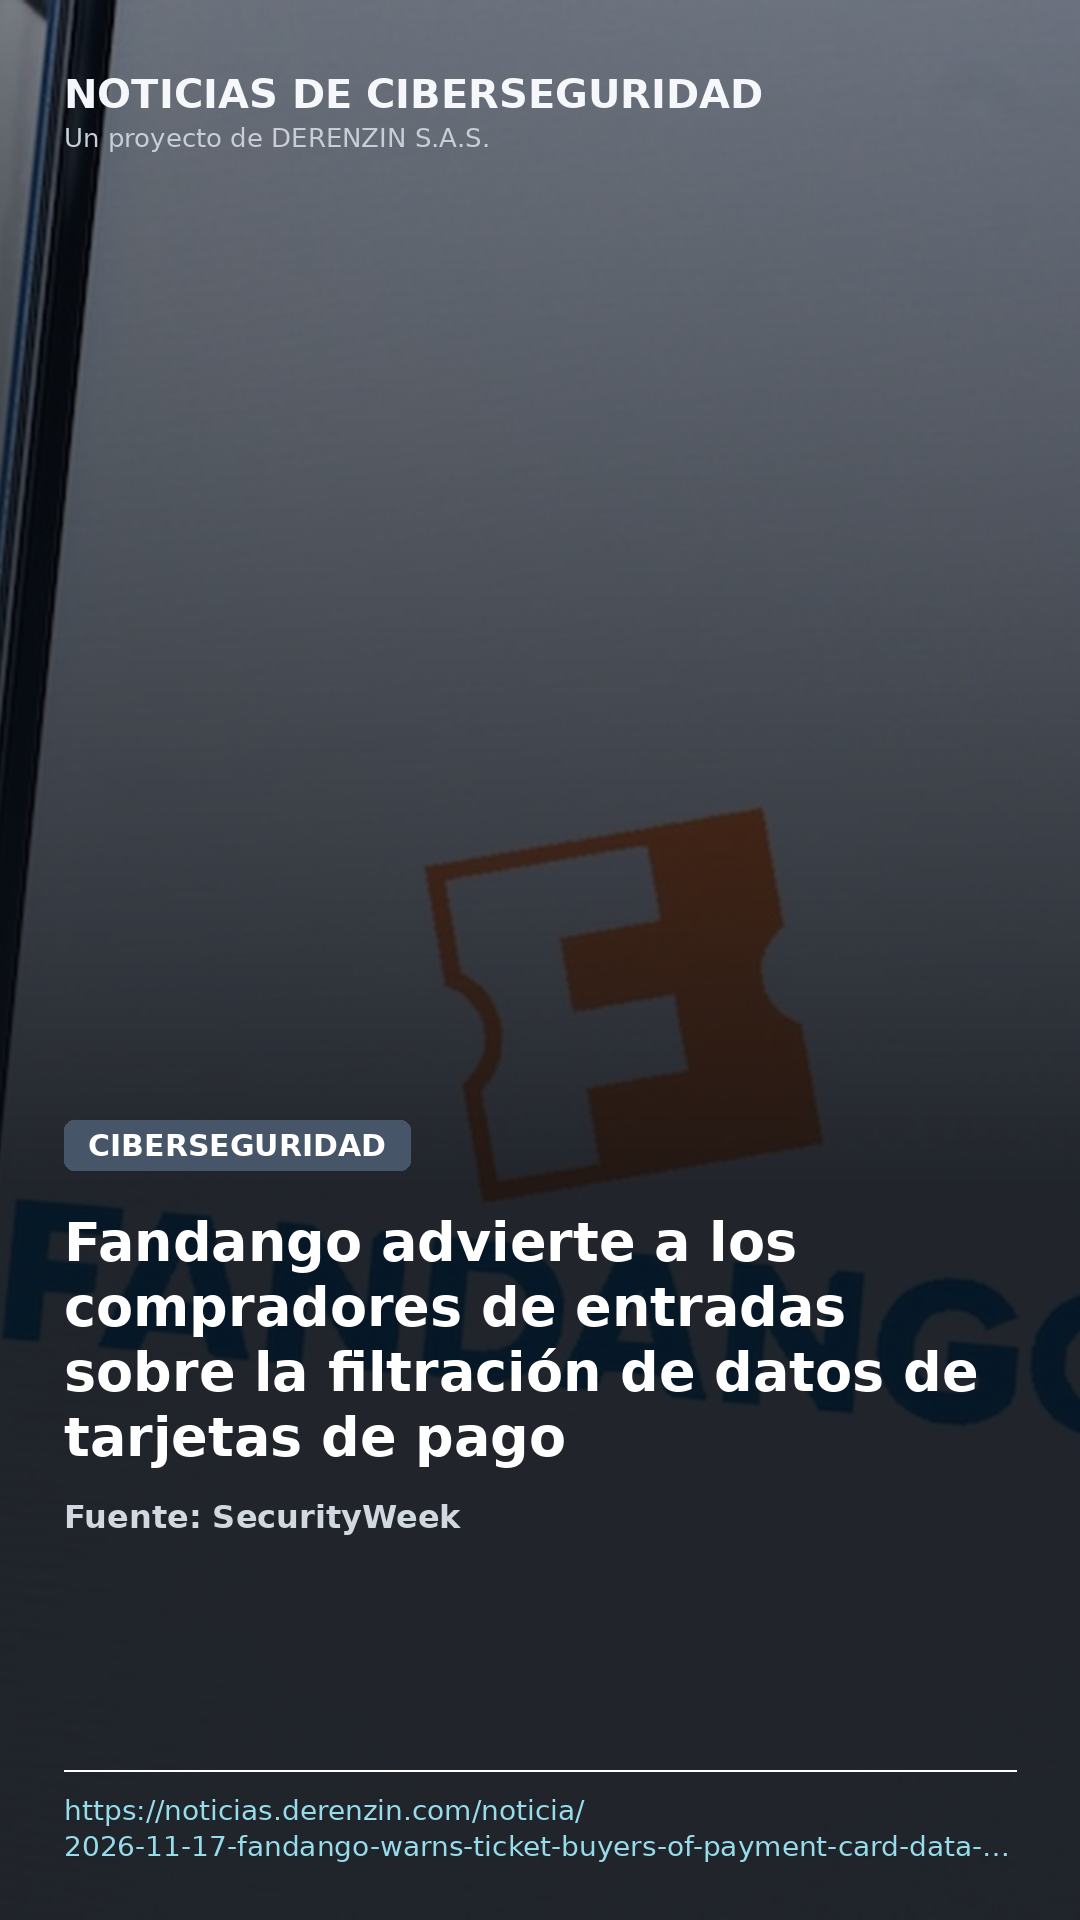 NOTICIAS DE CIBERSEGURIDAD
Un proyecto de DERENZIN S.A.S.
F
CIBERSEGURIDAD
FANDANGO
Fandango advierte a los
compradores de entradas
sobre la filtración de datos de
tarjetas de pago
Fuente: SecurityWeek
https://noticias.derenzin.com/noticia/
2026-11-17-fandango-warns-ticket-buyers-of-payment-card-data-…